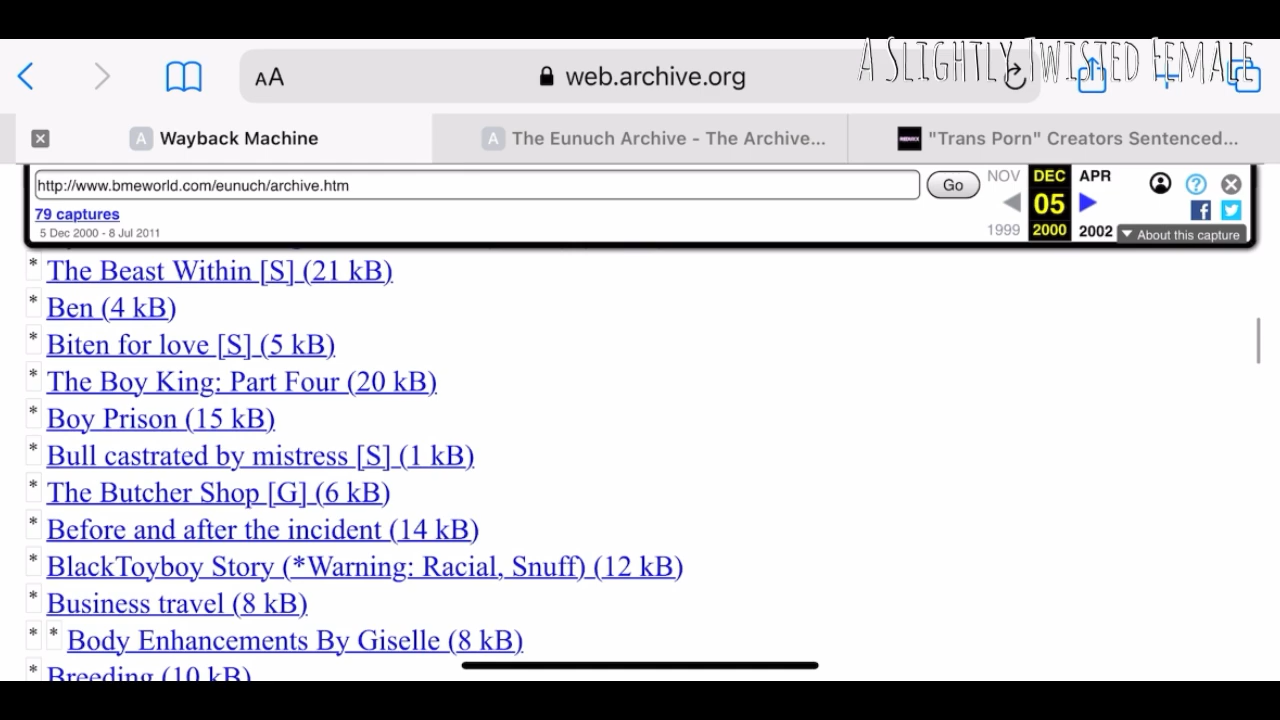 A Slightly Twisted Female
AA web.archive.org
Wayback Machine
The Eunuch Archive - The Archive...
"Trans Porn" Creators Sentenced...
http://www.bmeworld.com/eunuch/archive.htm
Go
NOV DEC APR
05
1999 2000 2002
79 captures
5 Dec 2000 - 8 Jul 2011
About this capture
* The Beast Within [S] (21 kB)
* Ben (4 kB)
* Biten for love [S] (5 kB)
* The Boy King: Part Four (20 kB)
* Boy Prison (15 kB)
* Bull castrated by mistress [S] (1 kB)
* The Butcher Shop [G] (6 kB)
* Before and after the incident (14 kB)
* BlackToyboy Story (*Warning: Racial, Snuff) (12 kB)
* Business travel (8 kB)
* * Body Enhancements By Giselle (8 kB)
* Breeding (10 kB)